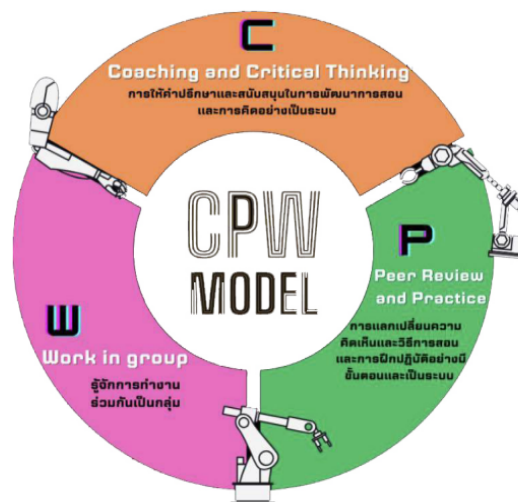 C
Coaching and Critical Thinking
การให้คำปรึกษาและสนับสนุนในการพัฒนาการสอน
และการคิดอย่างเป็นระบบ
CPW
MODEL
P
Peer Review
and Practice
การแลกเปลี่ยนความ
คิดเห็นและวิธีการสอน
และการฝึกปฏิบัติอย่างมี
ขั้นตอนและเป็นระบบ
W
Work in group
รู้จักการทำงาน
ร่วมกันเป็นกลุ่ม